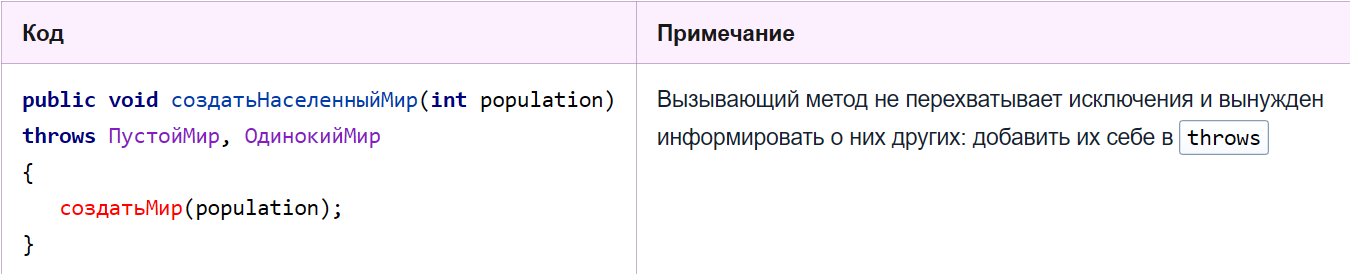 Код
Примечание
public void создатьНаселенныйМир(int population)
throws ПустойМир, ОдинокийМир
{
создатьМир(population);
}
Вызывающий метод не перехватывает исключения и вынужден
информировать о них других: добавить их себе в throws